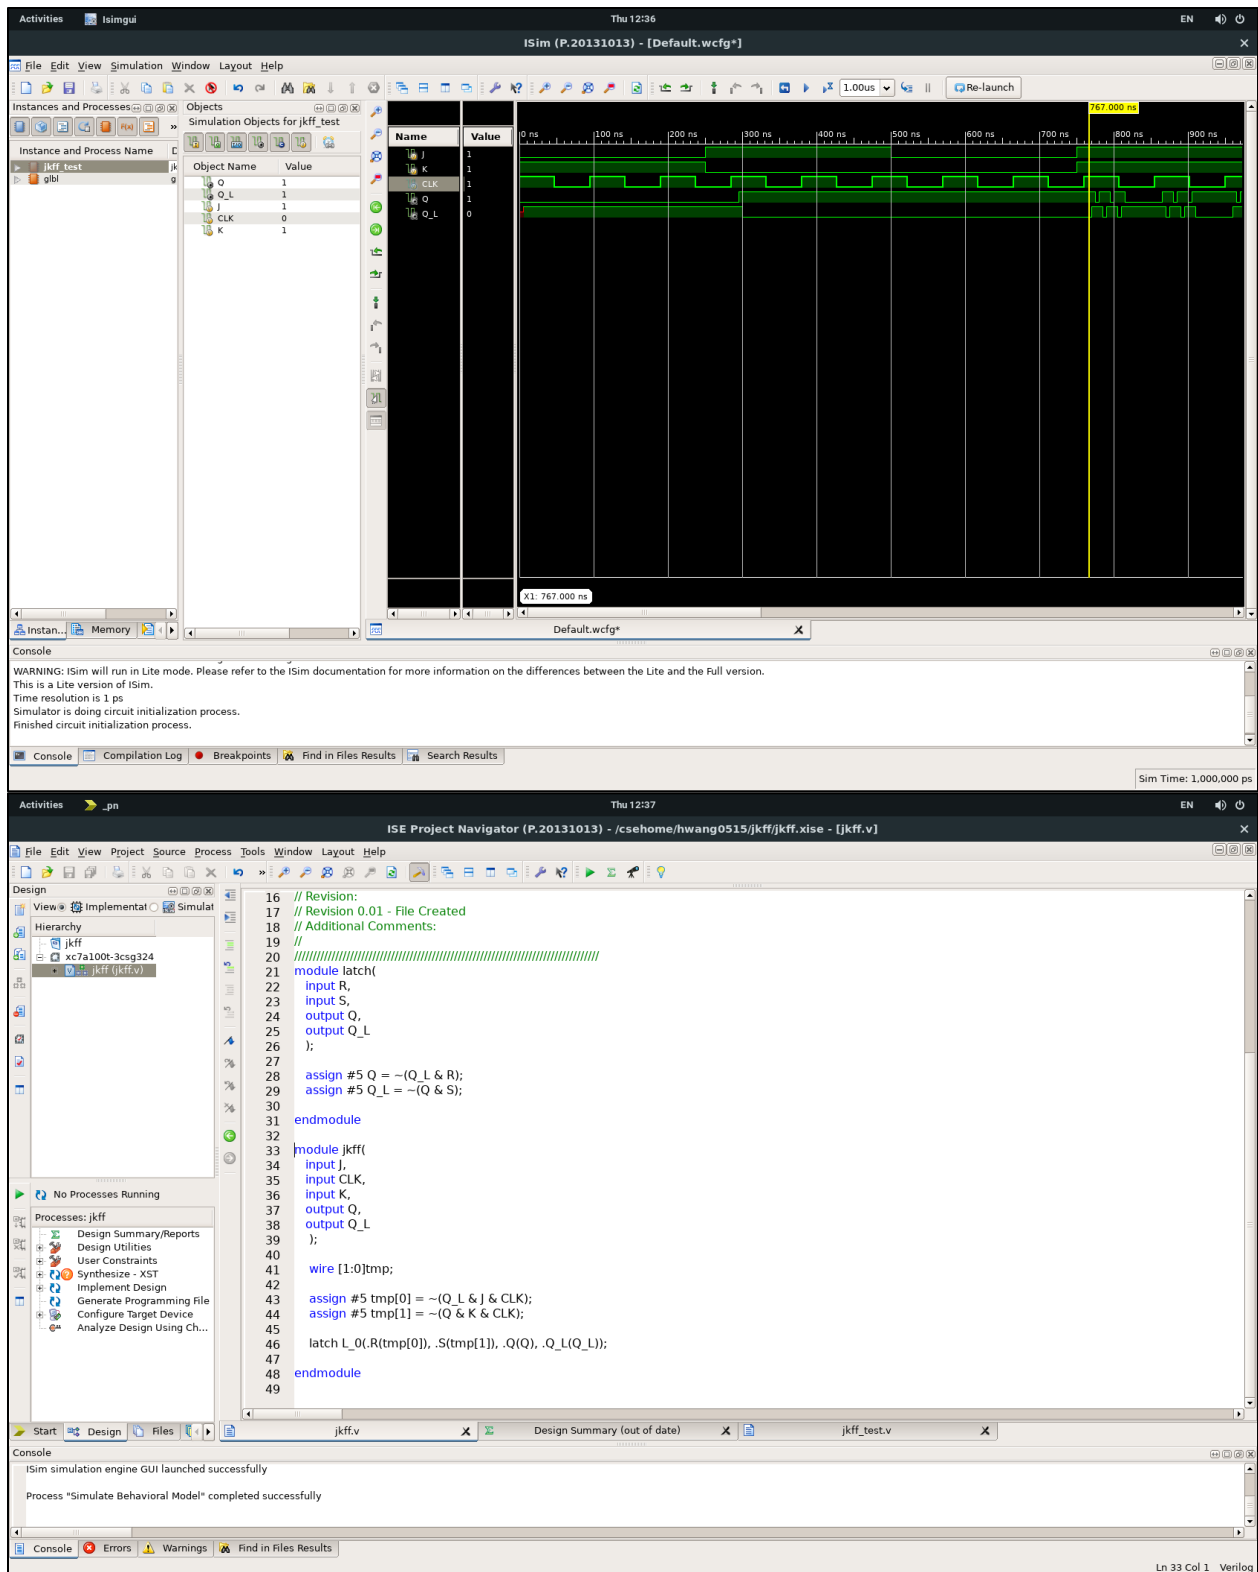 Activities Isimgui Thu 12:36 EN
ISim (P.20131013) - [Default.wcfg*]
File Edit View Simulation Window Layout Help
1.00us Re-launch
Instances and Processes Objects
Simulation Objects for jkff_test
Instance and Process Name D
jkff_test jk
glbl g
Object Name Value
Q 1
Q_L 1
J 1
CLK 0
K 1
Name Value
J 1
K 1
CLK 1
Q 1
Q_L 0
767.000 ns
0 ns 100 ns 200 ns 300 ns 400 ns 500 ns 600 ns 700 ns 800 ns 900 ns
X1: 767.000 ns
Instan... Memory Default.wcfg*
Console
WARNING: ISim will run in Lite mode. Please refer to the ISim documentation for more information on the differences between the Lite and the Full version.
This is a Lite version of ISim.
Time resolution is 1 ps
Simulator is doing circuit initialization process.
Finished circuit initialization process.
Console Compilation Log Breakpoints Find in Files Results Search Results
Sim Time: 1,000,000 ps
Activities _pn Thu 12:37 EN
ISE Project Navigator (P.20131013) - /csehome/hwang0515/jkff/jkff.xise - [jkff.v]
File Edit View Project Source Process Tools Window Layout Help
Design
View Implementat Simulat
Hierarchy
jkff
xc7a100t-3csg324
jkff (jkff.v)
No Processes Running
Processes: jkff
Design Summary/Reports
Design Utilities
User Constraints
Synthesize - XST
Implement Design
Generate Programming File
Configure Target Device
Analyze Design Using Ch...
16 // Revision:
17 // Revision 0.01 - File Created
18 // Additional Comments:
19 //
20 //////////////////////////////////////////////////////////////////////////////////
21 module latch(
22 input R,
23 input S,
24 output Q,
25 output Q_L
26 );
27
28 assign #5 Q = ~(Q_L & R);
29 assign #5 Q_L = ~(Q & S);
30
31 endmodule
32
33 module jkff(
34 input J,
35 input CLK,
36 input K,
37 output Q,
38 output Q_L
39 );
40
41 wire [1:0]tmp;
42
43 assign #5 tmp[0] = ~(Q_L & J & CLK);
44 assign #5 tmp[1] = ~(Q & K & CLK);
45
46 latch L_0(.R(tmp[0]), .S(tmp[1]), .Q(Q), .Q_L(Q_L));
47
48 endmodule
49
Start Design Files jkff.v Design Summary (out of date) jkff_test.v
Console
ISim simulation engine GUI launched successfully
Process "Simulate Behavioral Model" completed successfully
Console Errors Warnings Find in Files Results
Ln 33 Col 1 Verilog